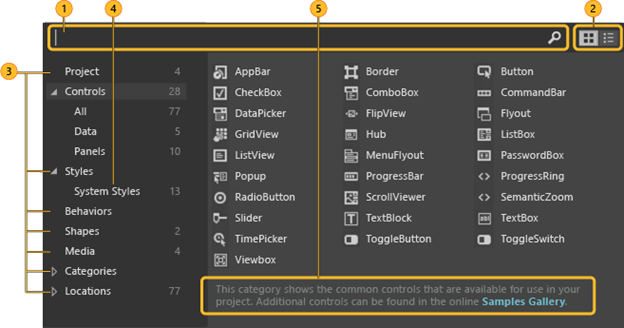 1 4 5 2
3
Project 4
Controls 28
All 77
Data 5
Panels 10
Styles
System Styles 13
Behaviors
Shapes 2
Media 4
Categories
Locations 77
AppBar Border Button
CheckBox ComboBox CommandBar
DataPicker FlipView Flyout
GridView Hub ListBox
ListView MenuFlyout PasswordBox
Popup ProgressBar ProgressRing
RadioButton ScrollViewer SemanticZoom
Slider TextBlock TextBox
TimePicker ToggleButton ToggleSwitch
Viewbox
This category shows the common controls that are available for use in your
project. Additional controls can be found in the online Samples Gallery.